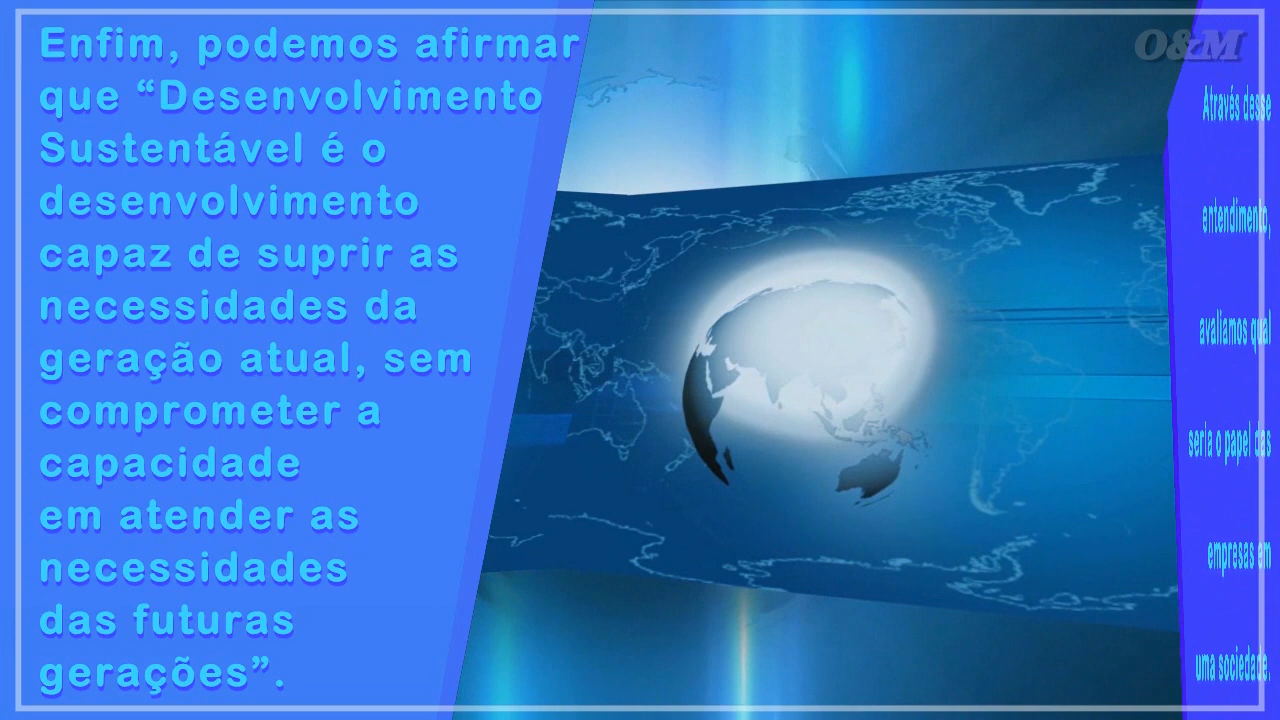 Enfim, podemos afirmar
que “Desenvolvimento
Sustentável é o
desenvolvimento
capaz de suprir as
necessidades da
geração atual, sem
comprometer a
capacidade
em atender as
necessidades
das futuras
gerações”.
O&M
Através desse
entendimento,
avaliamos qual
seria o papel das
empresas em
uma sociedade.